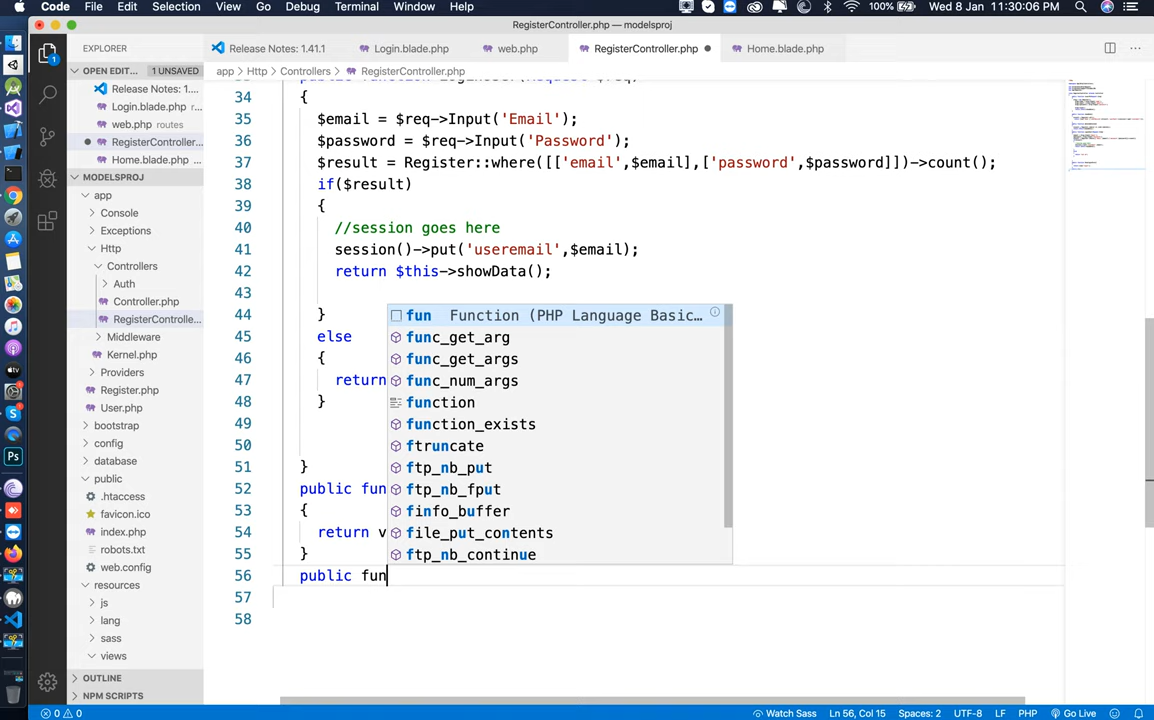 Code File Edit Selection View Go Debug Terminal Window Help 100% Wed 8 Jan 11:30:06 PM
RegisterController.php — modelsproj
EXPLORER
Release Notes: 1.41.1 Login.blade.php web.php RegisterController.php Home.blade.php
OPEN EDIT... 1 UNSAVED
app > Http > Controllers > RegisterController.php
Release Notes: 1....
Login.blade.php ...
web.php routes
RegisterController...
Home.blade.php ...
MODELSPROJ
app
Console
Exceptions
Http
Controllers
Auth
Controller.php
RegisterControlle...
Middleware
Kernel.php
Providers
Register.php
User.php
bootstrap
config
database
public
.htaccess
favicon.ico
index.php
robots.txt
web.config
resources
js
lang
sass
views
OUTLINE
NPM SCRIPTS
34 {
35 $email = $req->Input('Email');
36 $password = $req->Input('Password');
37 $result = Register::where([['email',$email],['password',$password]])->count();
38 if($result)
39 {
40 //session goes here
41 session()->put('useremail',$email);
42 return $this->showData();
43
44 }
45 else
46 {
47 return
48 }
49
50
51 }
52 public fun
53 {
54 return v
55 }
56 public fun
57
58
fun Function (PHP Language Basic...
func_get_arg
func_get_args
func_num_args
function
function_exists
ftruncate
ftp_nb_put
ftp_nb_fput
finfo_buffer
file_put_contents
ftp_nb_continue
0 0 Watch Sass Ln 56, Col 15 Spaces: 2 UTF-8 LF PHP Go Live